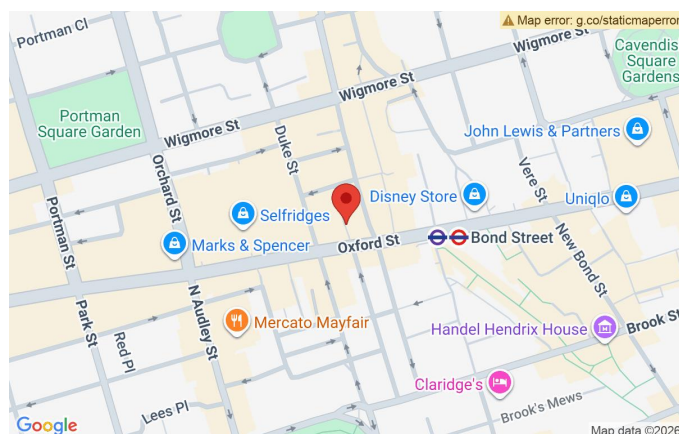 Portman Cl
Map error: g.co/staticmaperror
Wigmore St
Cavendis
Square
Gardens
Portman
Square Garden
Wigmore St
Duke St
John Lewis & Partners
Orchard St
Vere St
Portman St
Disney Store
Uniqlo
Selfridges
Marks & Spencer
Oxford St
Bond Street
New Bond St
N Audley St
Mercato Mayfair
Park St
Red Pl
Handel Hendrix House
Brook St
Claridge's
Lees Pl
Brook's Mews
Google
Map data ©2026